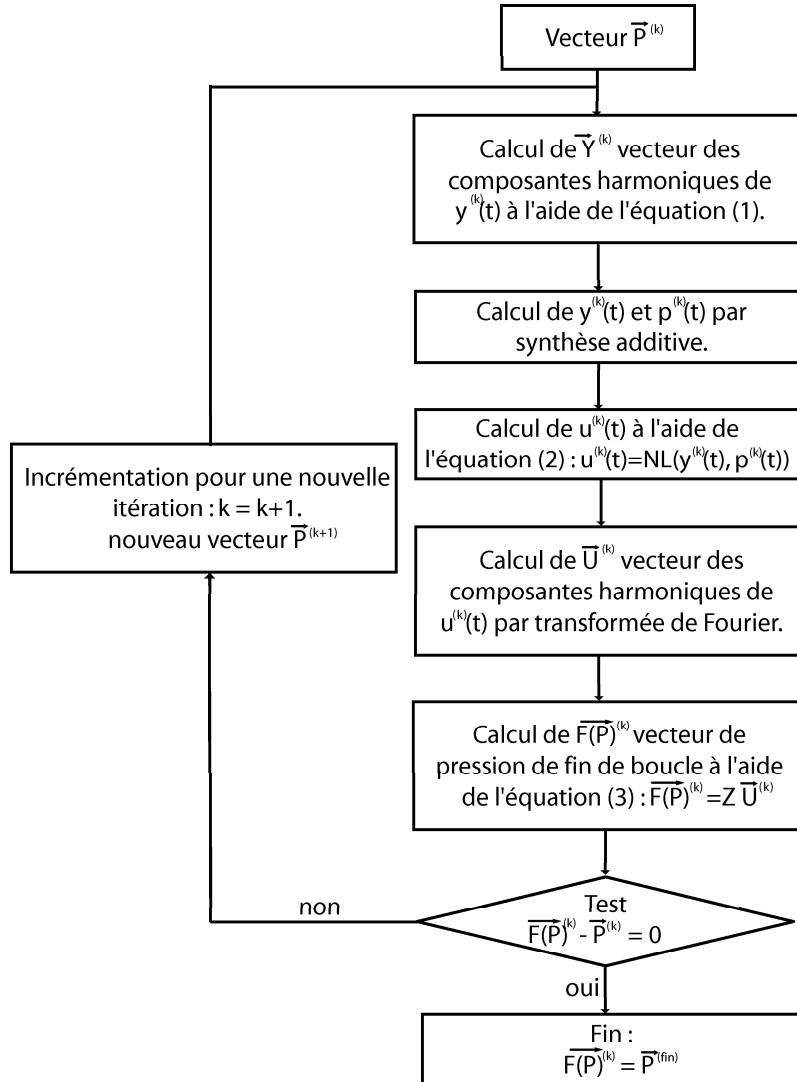 Vecteur P⃗⁽ᵏ⁾
Calcul de Y⃗⁽ᵏ⁾ vecteur des
composantes harmoniques de
y⁽ᵏ⁾(t) à l'aide de l'équation (1).
Calcul de y⁽ᵏ⁾(t) et p⁽ᵏ⁾(t) par
synthèse additive.
Calcul de u⁽ᵏ⁾(t) à l'aide de
l'équation (2) : u⁽ᵏ⁾(t)=NL(y⁽ᵏ⁾(t), p⁽ᵏ⁾(t))
Incrémentation pour une nouvelle
itération : k = k+1.
nouveau vecteur P⃗⁽ᵏ⁺¹⁾
Calcul de U⃗⁽ᵏ⁾ vecteur des
composantes harmoniques de
u⁽ᵏ⁾(t) par transformée de Fourier.
Calcul de F(P)⃗⁽ᵏ⁾ vecteur de
pression de fin de boucle à l'aide
de l'équation (3) : F(P)⃗⁽ᵏ⁾ =Z U⃗⁽ᵏ⁾
non
Test
F(P)⃗⁽ᵏ⁾ - P⃗⁽ᵏ⁾ = 0
oui
Fin :
F(P)⃗⁽ᵏ⁾ = P⃗⁽ᶠⁱⁿ⁾